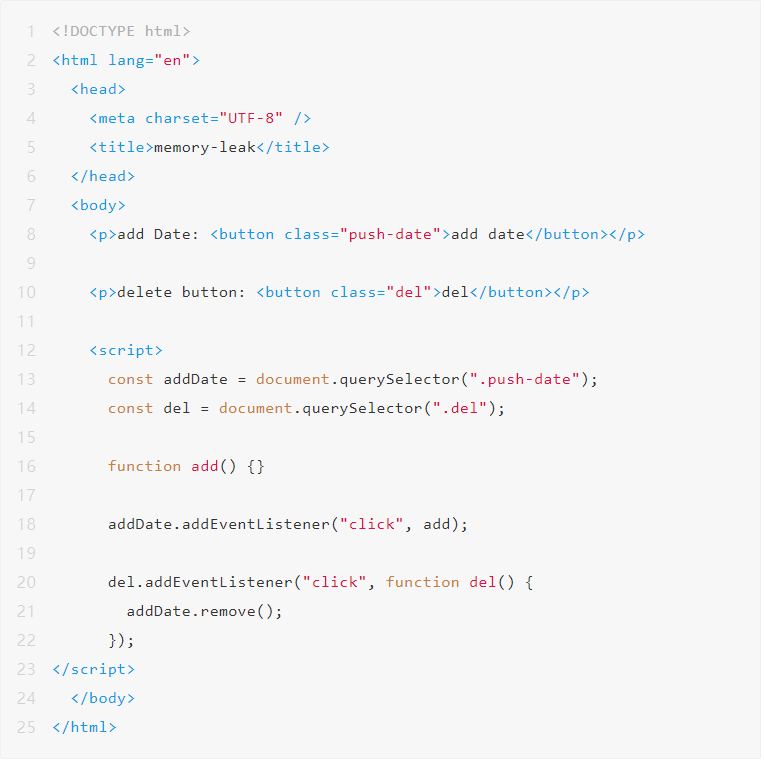 1 <!DOCTYPE html>
2 <html lang="en">
3   <head>
4     <meta charset="UTF-8" />
5     <title>memory-leak</title>
6   </head>
7   <body>
8     <p>add Date: <button class="push-date">add date</button></p>
9
10     <p>delete button: <button class="del">del</button></p>
11
12     <script>
13       const addDate = document.querySelector(".push-date");
14       const del = document.querySelector(".del");
15
16       function add() {}
17
18       addDate.addEventListener("click", add);
19
20       del.addEventListener("click", function del() {
21         addDate.remove();
22       });
23 </script>
24   </body>
25 </html>